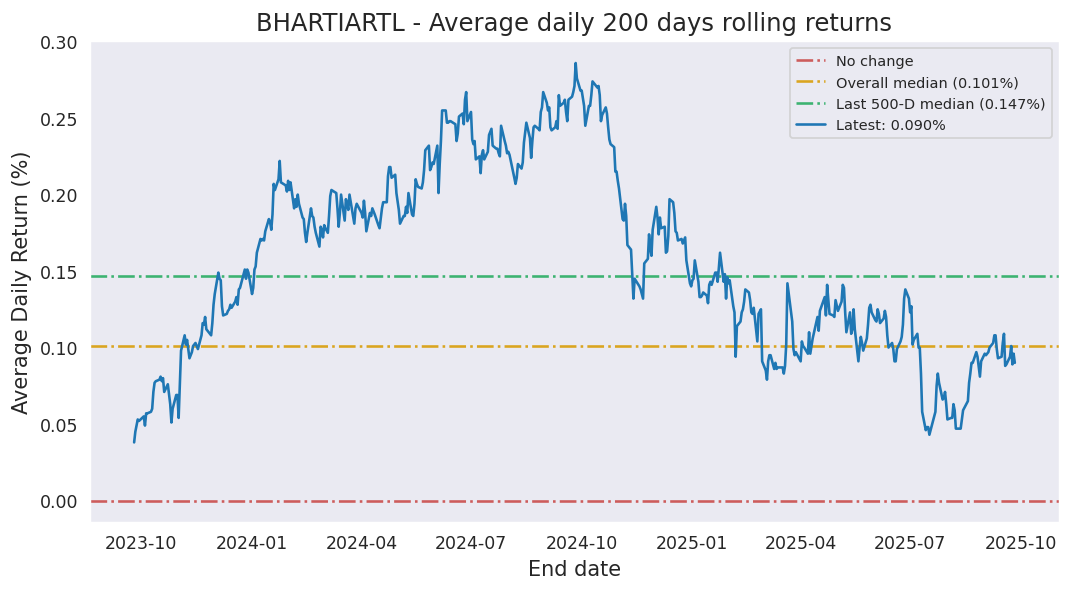 BHARTIARTL - Average daily 200 days rolling returns
Average Daily Return (%)
0.30
0.25
0.20
0.15
0.10
0.05
0.00
No change
Overall median (0.101%)
Last 500-D median (0.147%)
Latest: 0.090%
2023-10 2024-01 2024-04 2024-07 2024-10 2025-01 2025-04 2025-07 2025-10
End date